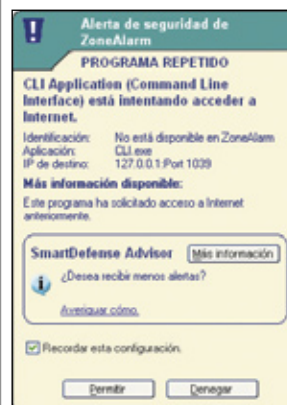 Alerta de seguridad de
ZoneAlarm
PROGRAMA REPETIDO
CLI Application (Command Line
Interface) está intentando acceder a
Internet.
Identificación: No está disponible en ZoneAlarm
Aplicación: CLI.exe
IP de destino: 127.0.0.1:Port 1039
Más información disponible:
Este programa ha solicitado acceso a Internet
anteriormente.
SmartDefense Advisor Más información
¿Desea recibir menos alertas?
Averiguar cómo.
Recordar esta configuración.
Permitir Denegar